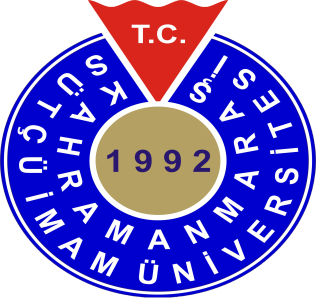 T.C.
KAHRAMANMARAŞ
SÜTÇÜ İMAM ÜNİVERSİTESİ
1992